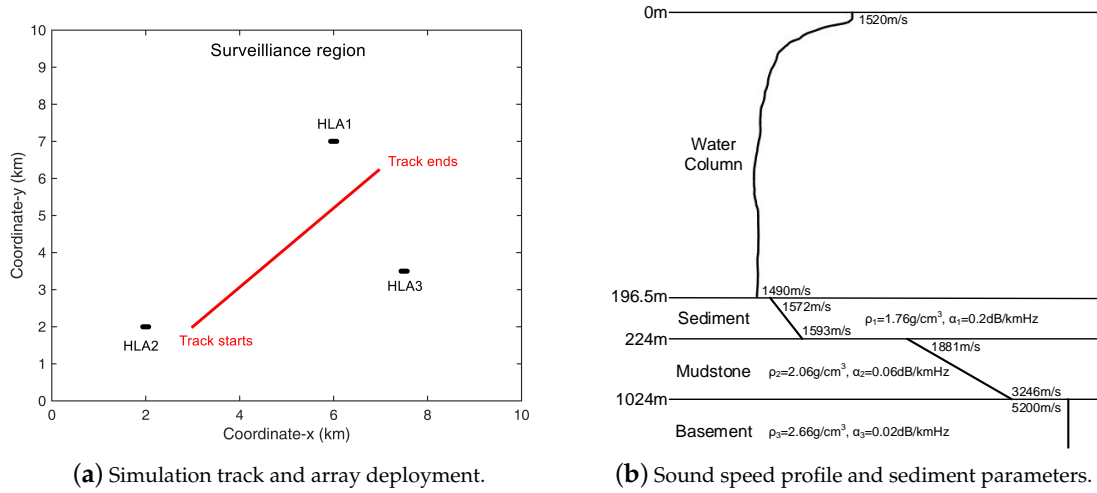 Surveilliance region
10
9
8
7
6
5
4
3
2
1
0
Coordinate-y (km)
HLA1
Track ends
HLA3
HLA2
Track starts
0 2 4 6 8 10
Coordinate-x (km)
(a) Simulation track and array deployment.
0m
1520m/s
Water
Column
196.5m
1490m/s
1572m/s
Sediment
1593m/s
ρ1=1.76g/cm³, α1=0.2dB/kmHz
224m
1881m/s
Mudstone
ρ2=2.06g/cm³, α2=0.06dB/kmHz
3246m/s
1024m
5200m/s
Basement
ρ3=2.66g/cm³, α3=0.02dB/kmHz
(b) Sound speed profile and sediment parameters.